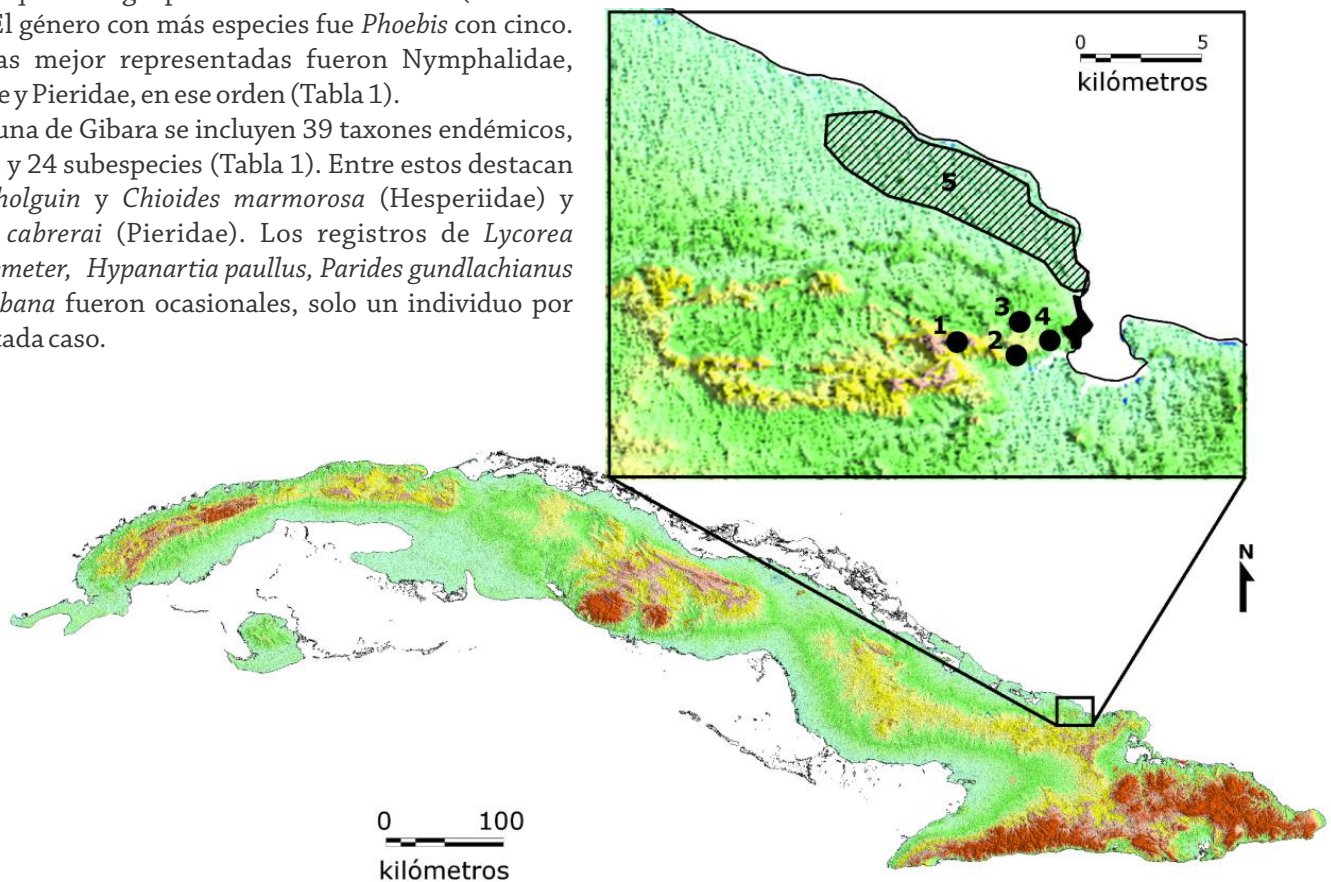 El género con más especies fue Phoebis con cinco.
as mejor representadas fueron Nymphalidae,
e y Pieridae, en ese orden (Tabla 1).
una de Gibara se incluyen 39 taxones endémicos,
y 24 subespecies (Tabla 1). Entre estos destacan
holguin y Chioides marmorosa (Hesperiidae) y
cabrerai (Pieridae). Los registros de Lycorea
emeter, Hypanartia paullus, Parides gundlachianus
bana fueron ocasionales, solo un individuo por
cada caso.
0 5
kilómetros
5
3
4
1
2
N
0 100
kilómetros